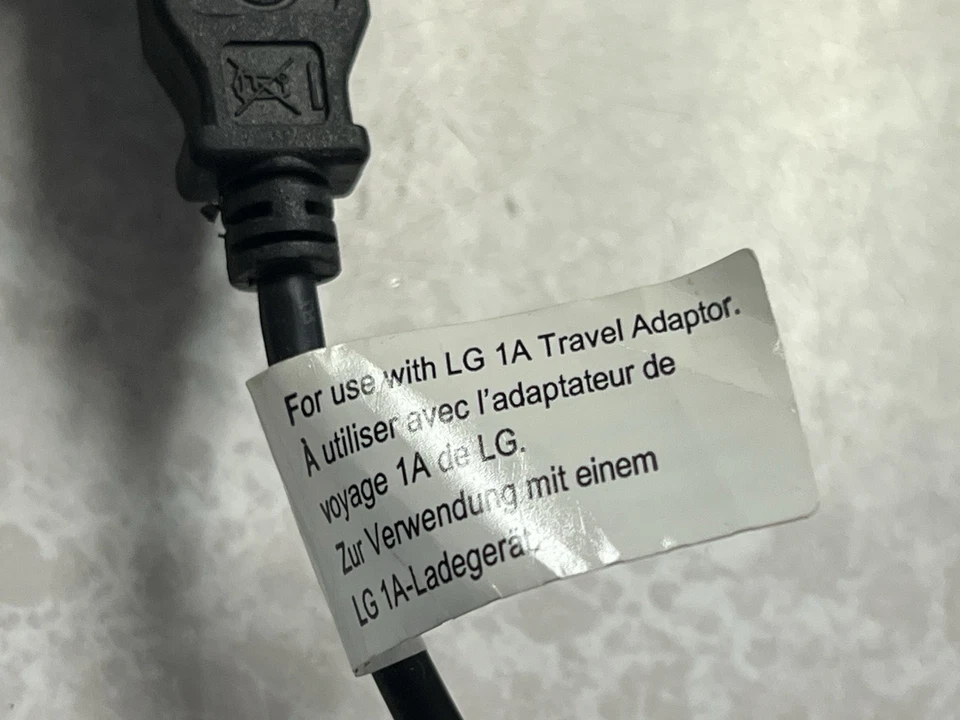 For use with LG 1A Travel Adaptor.
À utiliser avec l'adaptateur de
voyage 1A de LG.
Zur Verwendung mit einem
LG 1A-Ladegerät.